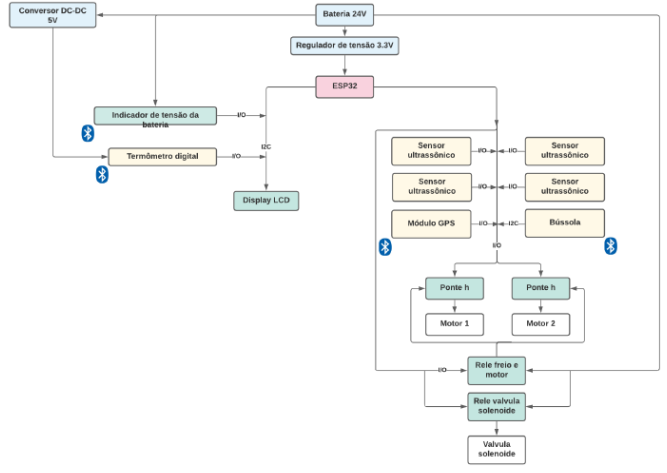 Conversor DC-DC
5V
Bateria 24V
Regulador de tensão 3.3V
ESP32
Indicador de tensão da
bateria
I/O
Termômetro digital
I/O
I2C
Display LCD
Sensor
ultrassônico
I/O
I/O
Sensor
ultrassônico
Sensor
ultrassônico
I/O
I/O
Sensor
ultrassônico
Módulo GPS
I/O
I2C
Bússola
I/O
Ponte h
Ponte h
Motor 1
Motor 2
I/O
Rele freio e
motor
Rele valvula
solenoide
Valvula
solenoide